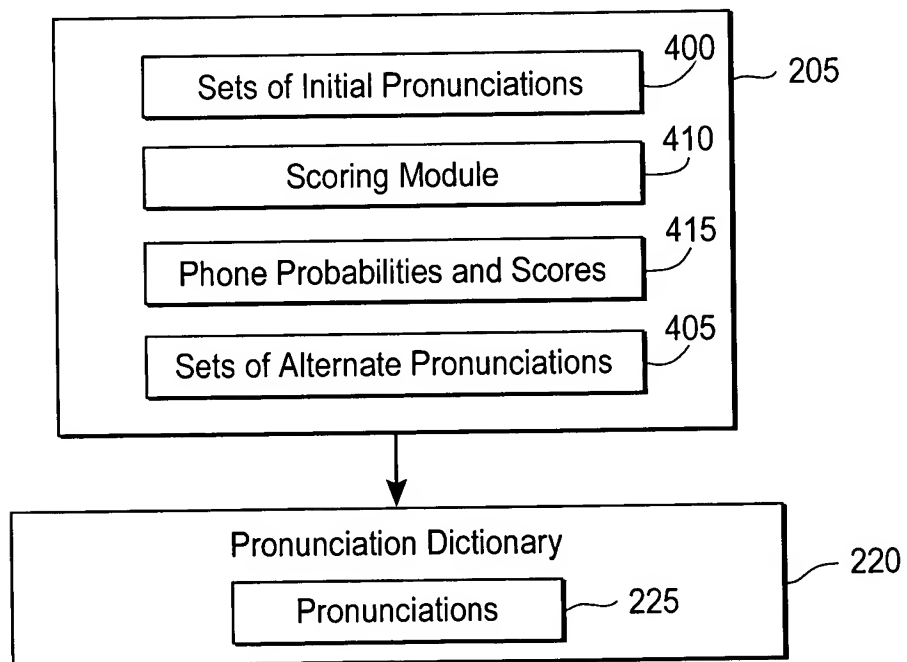 400
Sets of Initial Pronunciations
205
410
Scoring Module
415
Phone Probabilities and Scores
405
Sets of Alternate Pronunciations
Pronunciation Dictionary
220
Pronunciations
225